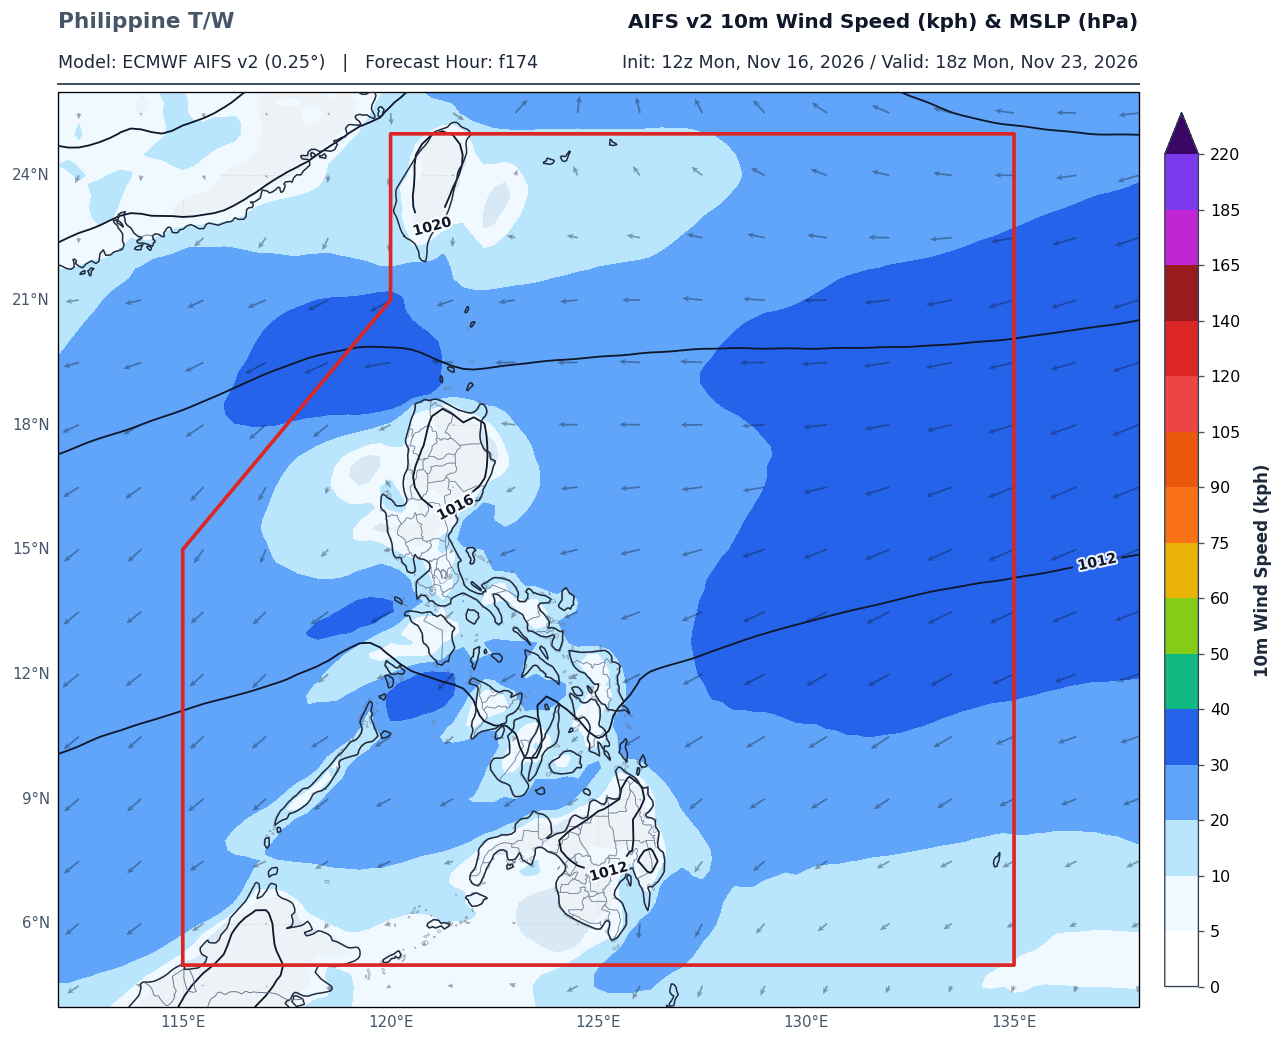 Philippine T/W
AIFS v2 10m Wind Speed (kph) & MSLP (hPa)
Model: ECMWF AIFS v2 (0.25°) | Forecast Hour: f174
Init: 12z Mon, Nov 16, 2026 / Valid: 18z Mon, Nov 23, 2026
24°N
21°N
18°N
15°N
12°N
9°N
6°N
115°E
120°E
125°E
130°E
135°E
1020
1016
1012
1012
220
185
165
140
120
105
90
75
60
50
40
30
20
10
5
0
10m Wind Speed (kph)